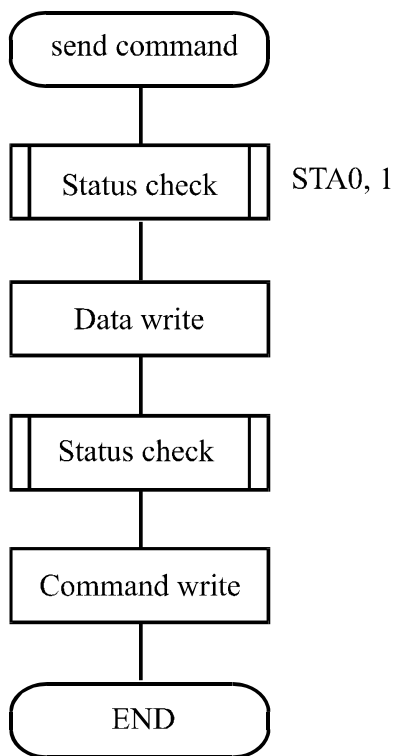 send command
Status check
STA0, 1
Data write
Status check
Command write
END